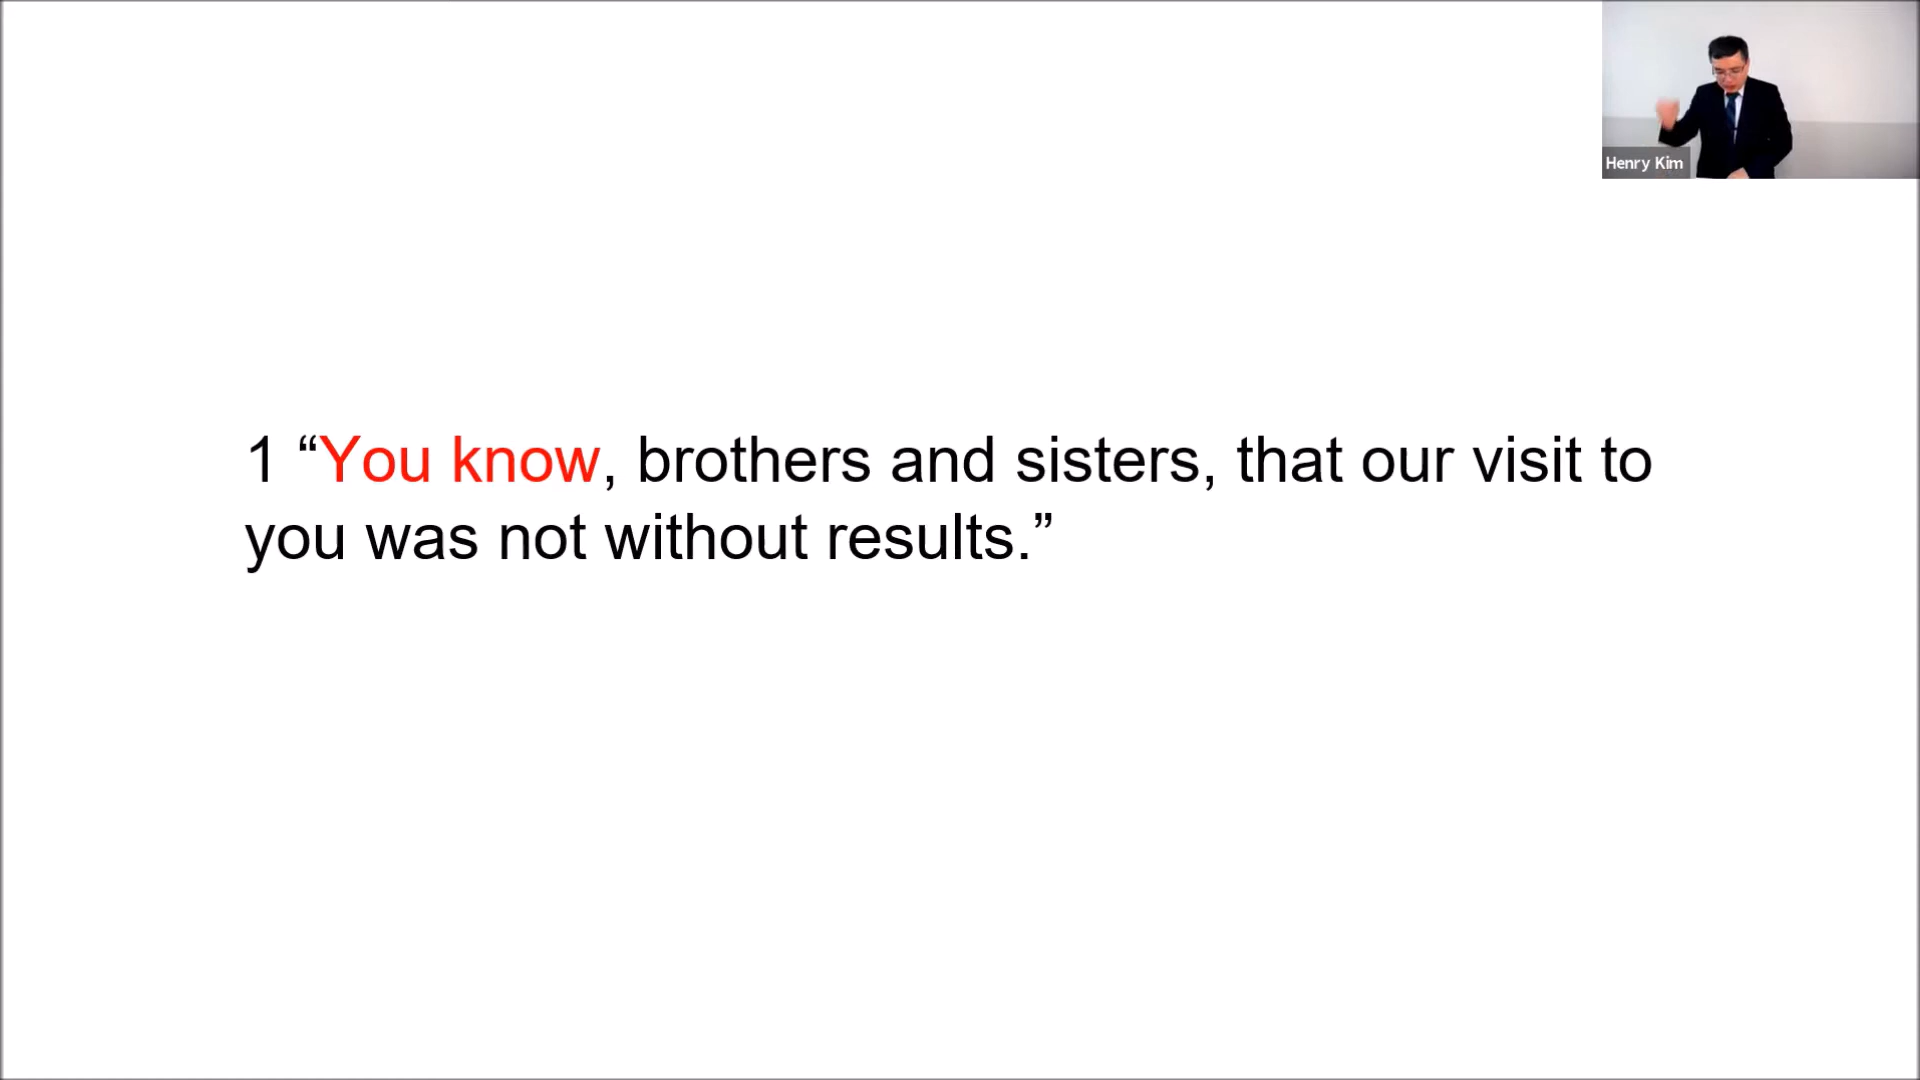 Henry Kim
1 “You know, brothers and sisters, that our visit to
you was not without results.”